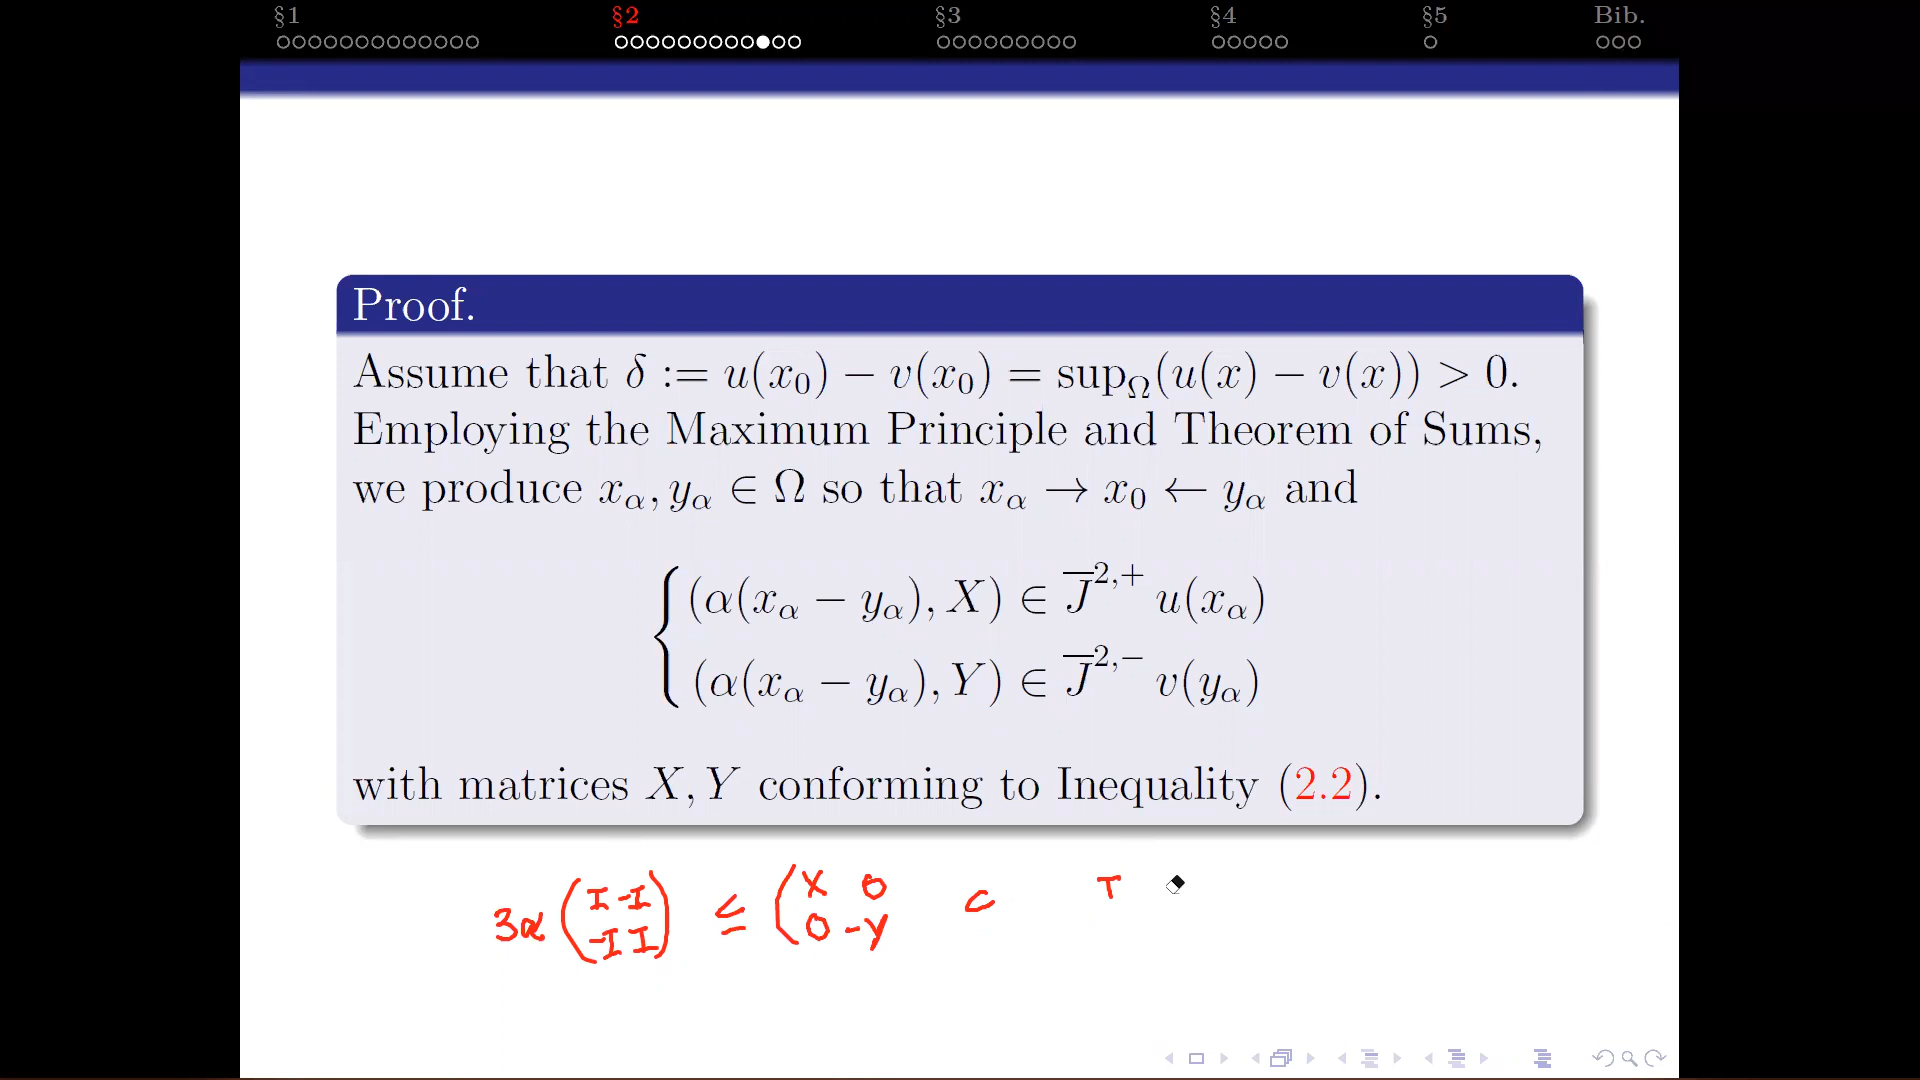 §1 §2 §3 §4 §5 Bib.
Proof.
Assume that δ := u(x₀) − v(x₀) = sup_Ω(u(x) − v(x)) > 0.
Employing the Maximum Principle and Theorem of Sums,
we produce x_α, y_α ∈ Ω so that x_α → x₀ ← y_α and
(α(x_α − y_α), X) ∈ J̅^{2,+} u(x_α)
(α(x_α − y_α), Y) ∈ J̅^{2,−} v(y_α)
with matrices X, Y conforming to Inequality (2.2).
3α ( I -I ≤ ( X 0
-I I ) 0 -Y